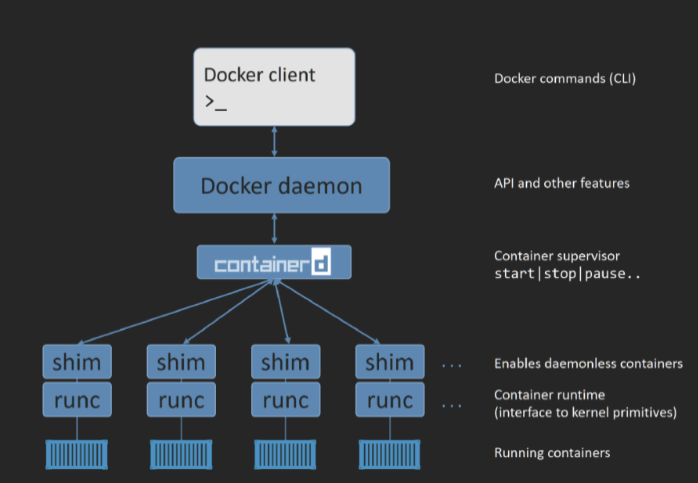 Docker client
>_
Docker commands (CLI)
Docker daemon
API and other features
containerd
Container supervisor
start|stop|pause..
shim shim shim shim ... Enables daemonless containers
runc runc runc runc ... Container runtime
(interface to kernel primitives)
Running containers